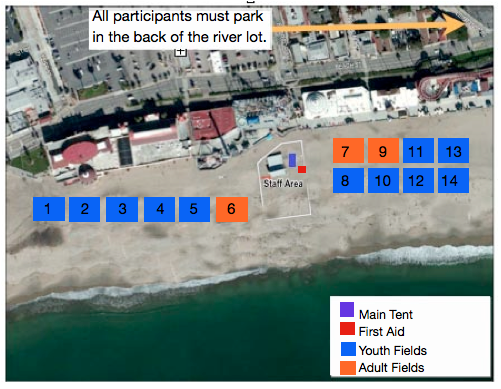 All participants must park
in the back of the river lot.
7 9 11 13
8 10 12 14
Staff Area
1 2 3 4 5 6
Main Tent
First Aid
Youth Fields
Adult Fields